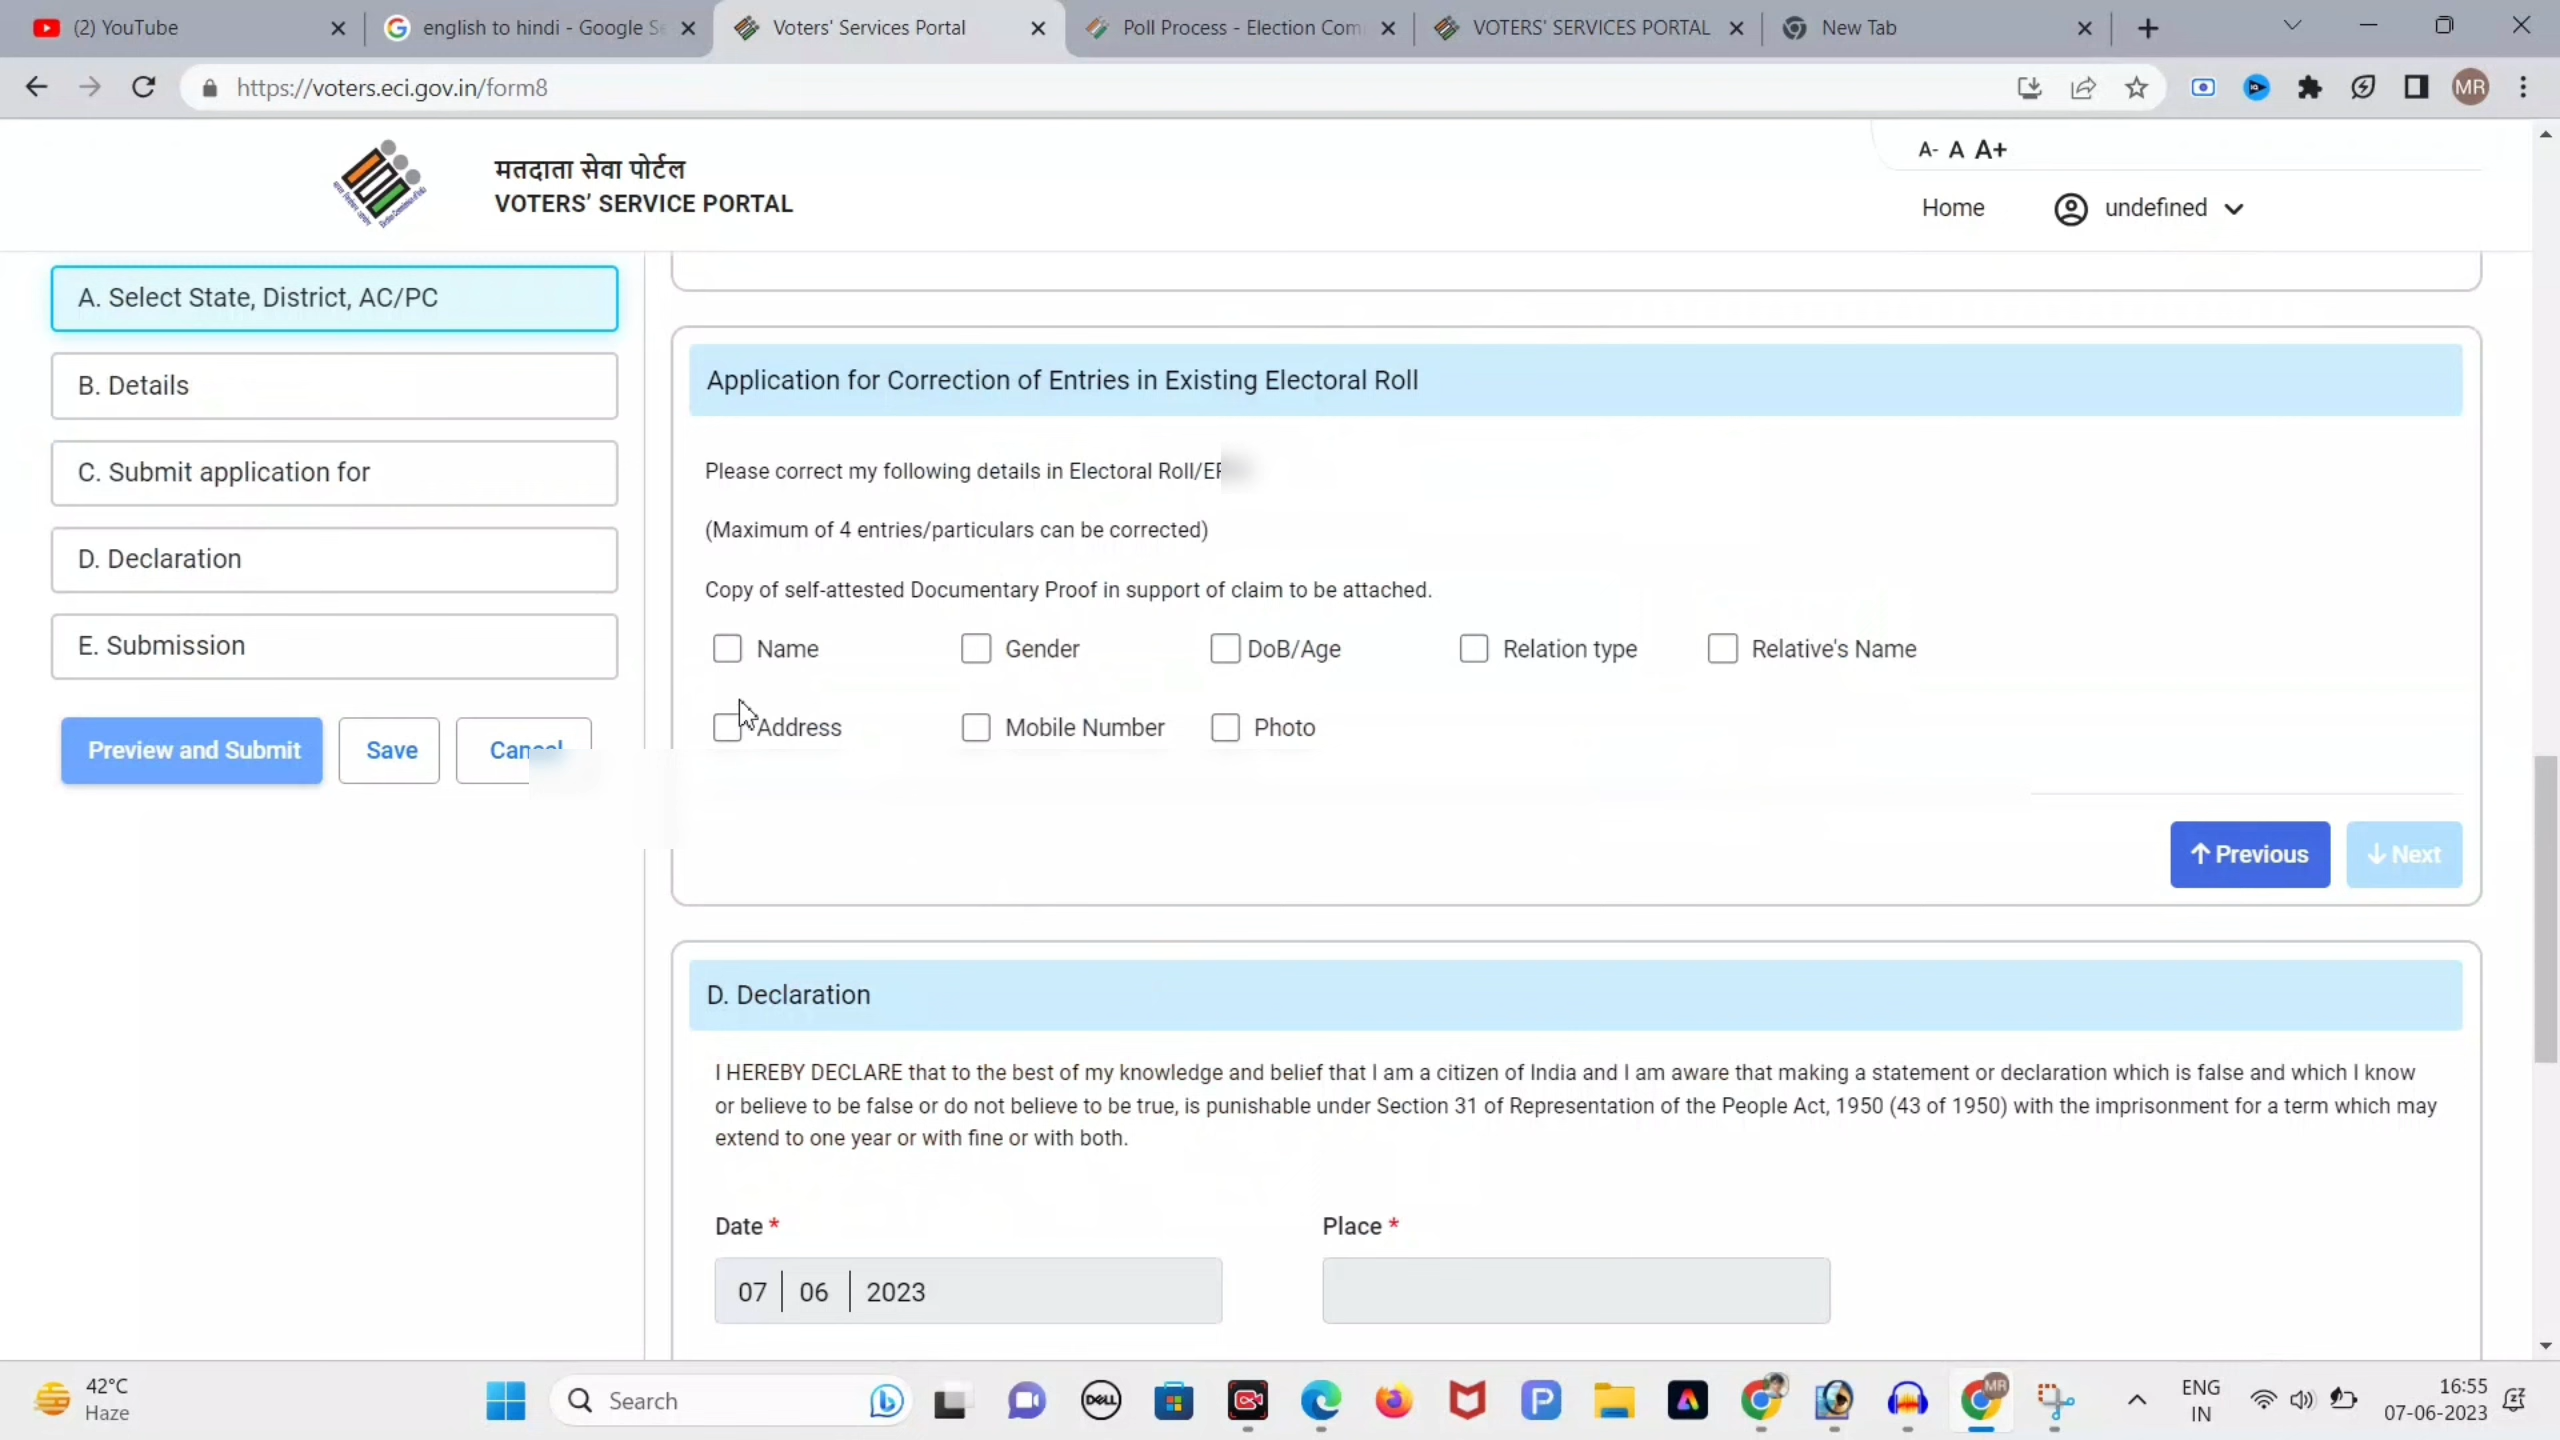 (2) YouTube
english to hindi - Google Se
Voters' Services Portal
Poll Process - Election Com
VOTERS' SERVICES PORTAL
New Tab
https://voters.eci.gov.in/form8
MR
मतदाता सेवा पोर्टल
VOTERS' SERVICE PORTAL
A- A A+
Home
undefined
A. Select State, District, AC/PC
B. Details
C. Submit application for
D. Declaration
E. Submission
Preview and Submit
Save
Cancel
Application for Correction of Entries in Existing Electoral Roll
Please correct my following details in Electoral Roll/
(Maximum of 4 entries/particulars can be corrected)
Copy of self-attested Documentary Proof in support of claim to be attached.
Name Gender DoB/Age Relation type Relative's Name
Address Mobile Number Photo
Previous Next
D. Declaration
I HEREBY DECLARE that to the best of my knowledge and belief that I am a citizen of India and I am aware that making a statement or declaration which is false and which I know
or believe to be false or do not believe to be true, is punishable under Section 31 of Representation of the People Act, 1950 (43 of 1950) with the imprisonment for a term which may
extend to one year or with fine or with both.
Date * Place *
07 06 2023
42°C
Haze
Search
DELL
MR
ENG
IN
16:55
07-06-2023